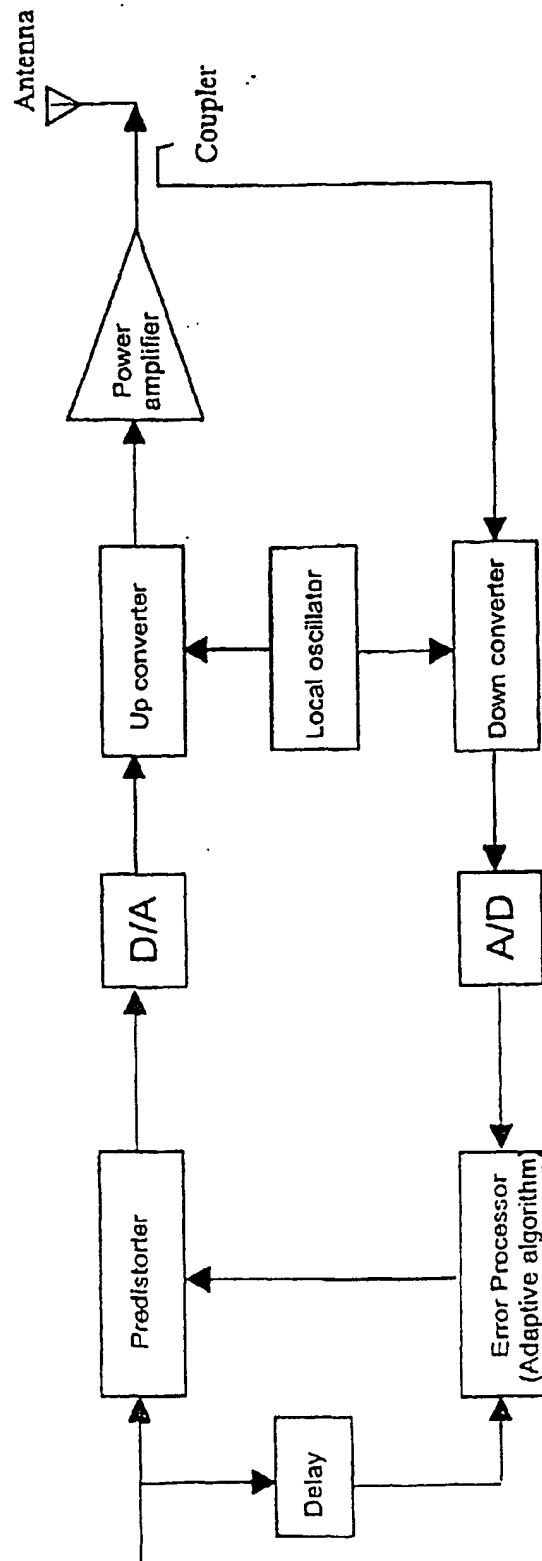 Antenna
Coupler
Power
amplifier
Up converter
Local oscillator
Down converter
D/A
A/D
Predistorter
Error Processor
(Adaptive algorithm)
Delay